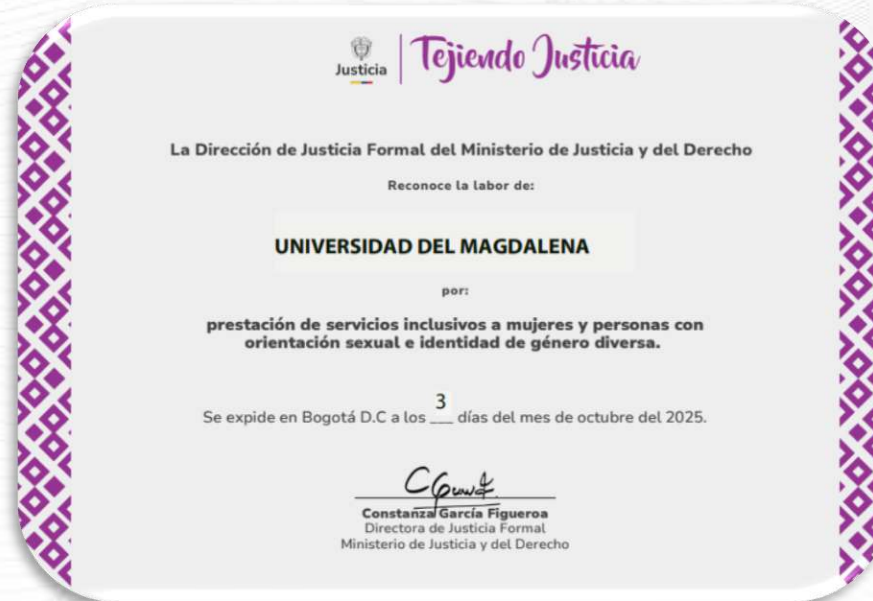 Justicia
Tejiendo Justicia
La Dirección de Justicia Formal del Ministerio de Justicia y del Derecho
Reconoce la labor de:
UNIVERSIDAD DEL MAGDALENA
por:
prestación de servicios inclusivos a mujeres y personas con
orientación sexual e identidad de género diversa.
Se expide en Bogotá D.C a los 3 días del mes de octubre del 2025.
Constanza García Figueroa
Directora de Justicia Formal
Ministerio de Justicia y del Derecho